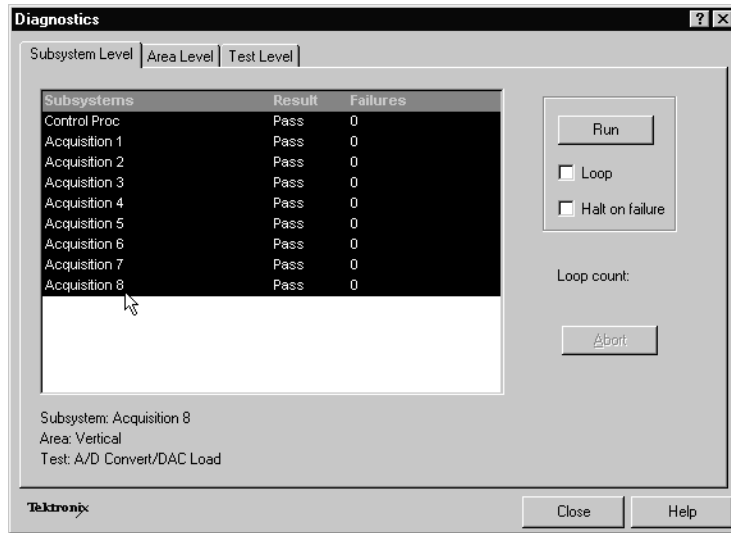 Diagnostics
Subsystem Level Area Level Test Level
Subsystems Result Failures
Control Proc Pass 0
Acquisition 1 Pass 0
Acquisition 2 Pass 0
Acquisition 3 Pass 0
Acquisition 4 Pass 0
Acquisition 5 Pass 0
Acquisition 6 Pass 0
Acquisition 7 Pass 0
Acquisition 8 Pass 0
Run
Loop
Halt on failure
Loop count:
Abort
Subsystem: Acquisition 8
Area: Vertical
Test: A/D Convert/DAC Load
Tektronix
Close Help